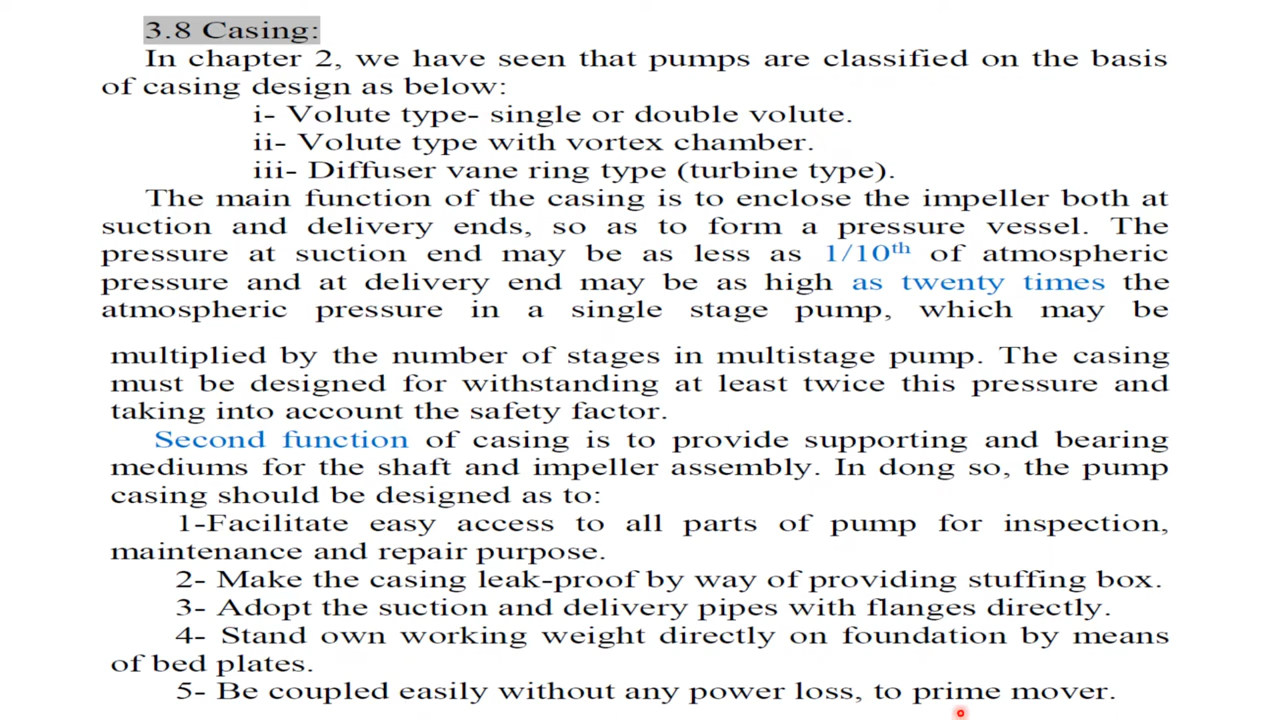 3.8 Casing:
In chapter 2, we have seen that pumps are classified on the basis
of casing design as below:
i- Volute type- single or double volute.
ii- Volute type with vortex chamber.
iii- Diffuser vane ring type (turbine type).
The main function of the casing is to enclose the impeller both at
suction and delivery ends, so as to form a pressure vessel. The
pressure at suction end may be as less as 1/10th of atmospheric
pressure and at delivery end may be as high as twenty times the
atmospheric pressure in a single stage pump, which may be
multiplied by the number of stages in multistage pump. The casing
must be designed for withstanding at least twice this pressure and
taking into account the safety factor.
Second function of casing is to provide supporting and bearing
mediums for the shaft and impeller assembly. In dong so, the pump
casing should be designed as to:
1-Facilitate easy access to all parts of pump for inspection,
maintenance and repair purpose.
2- Make the casing leak-proof by way of providing stuffing box.
3- Adopt the suction and delivery pipes with flanges directly.
4- Stand own working weight directly on foundation by means
of bed plates.
5- Be coupled easily without any power loss, to prime mover.